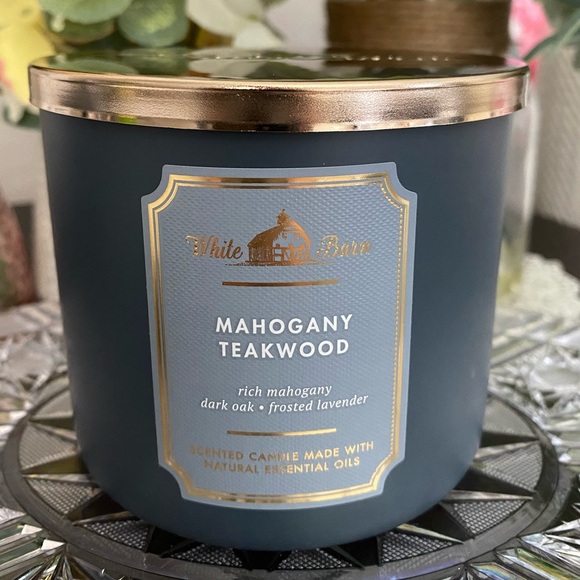 White Barn
MAHOGANY
TEAKWOOD
rich mahogany
dark oak • frosted lavender
SCENTED CANDLE MADE WITH
NATURAL ESSENTIAL OILS